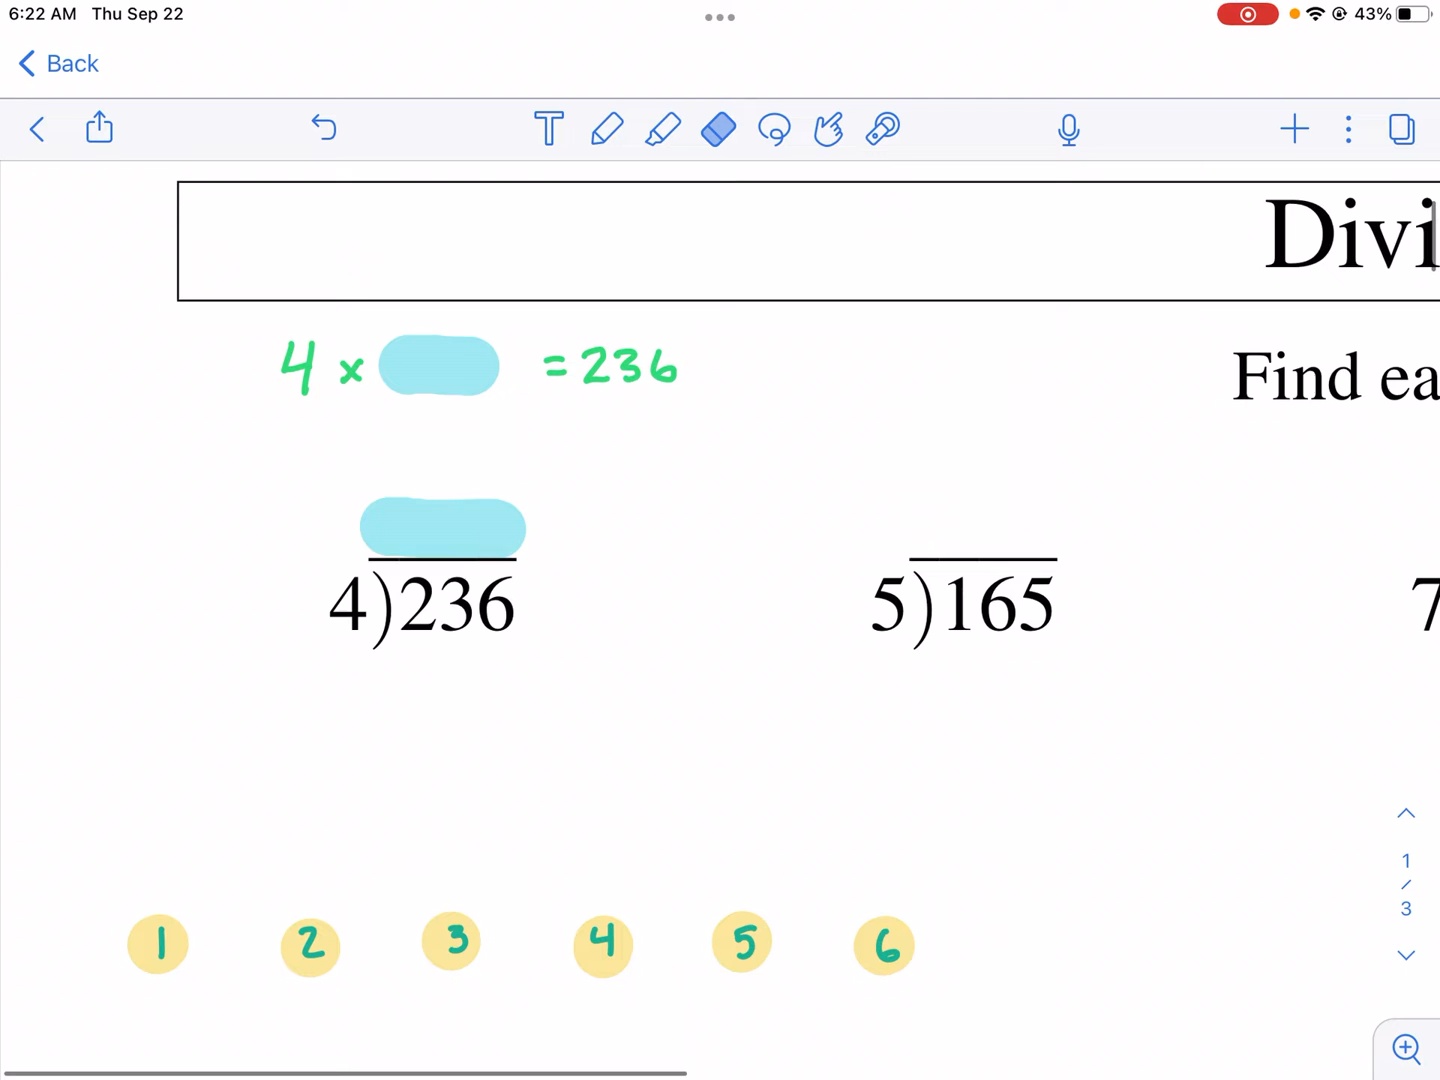 6:22 AM Thu Sep 22 43%
Back
Divi
4 x = 236
Find ea
4)236 5)165 7
1
/
3
1 2 3 4 5 6